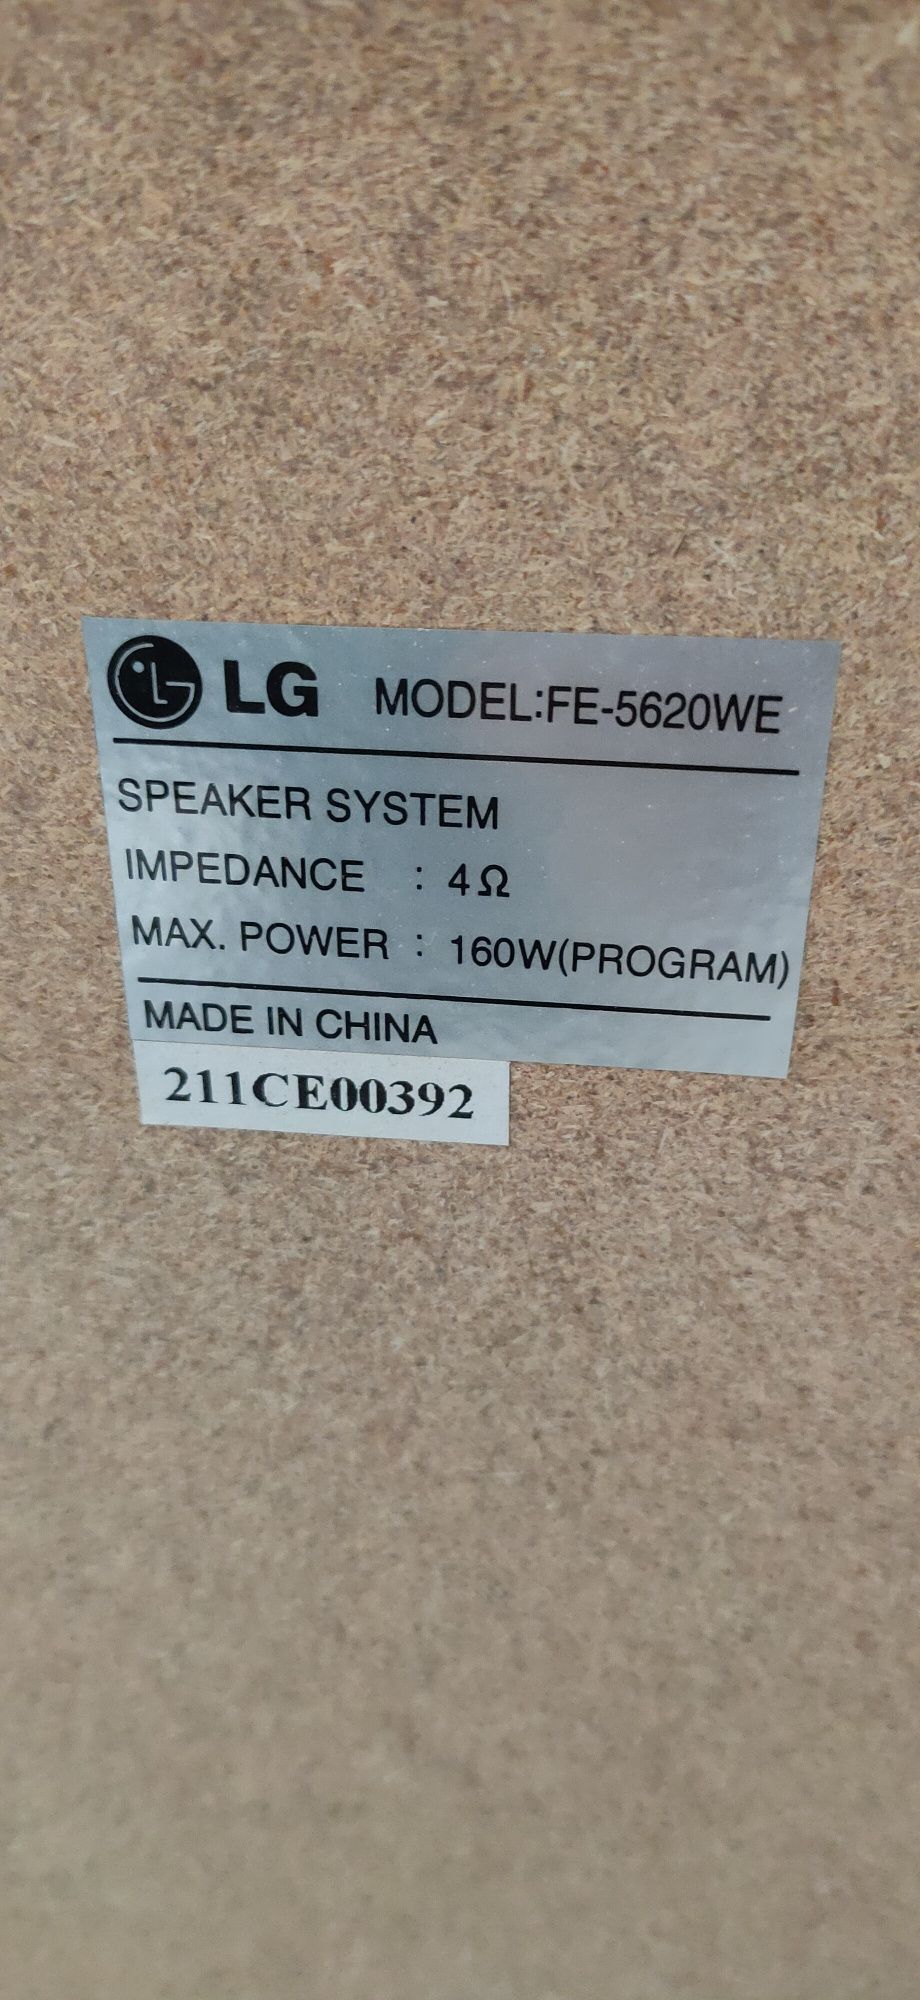 LG MODEL:FE-5620WE
SPEAKER SYSTEM
IMPEDANCE : 4Ω
MAX. POWER : 160W(PROGRAM)
MADE IN CHINA
211CE00392